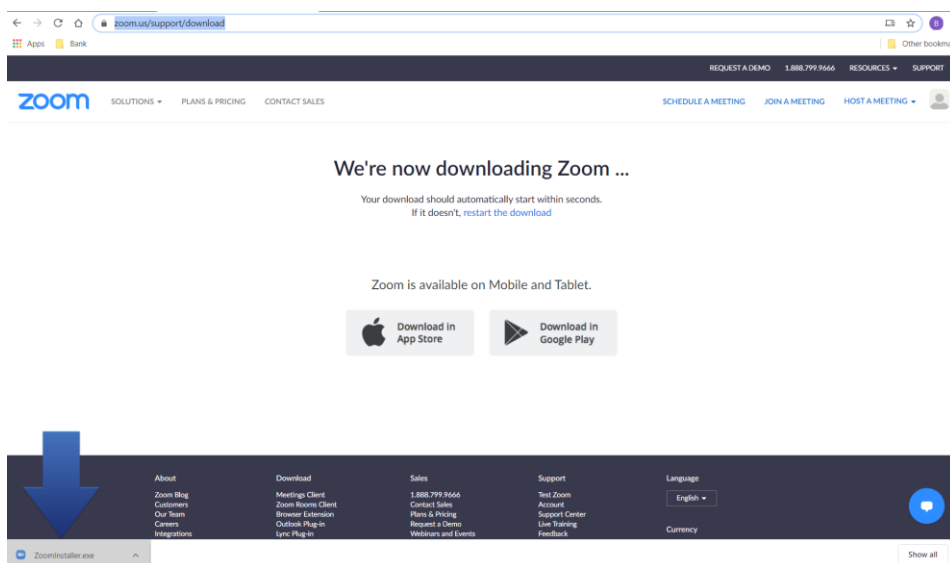 zoom.us/support/download
B
Apps Bank Other bookma
REQUEST A DEMO 1.888.799.9666 RESOURCES SUPPORT
zoom SOLUTIONS PLANS & PRICING CONTACT SALES SCHEDULE A MEETING JOIN A MEETING HOST A MEETING
We're now downloading Zoom ...
Your download should automatically start within seconds.
If it doesn't, restart the download
Zoom is available on Mobile and Tablet.
Download in
App Store
Download in
Google Play
About
Zoom Blog
Customers
Our Team
Careers
Integrations
Download
Meetings Client
Zoom Rooms Client
Browser Extension
Outlook Plug-in
Lync Plug-in
Sales
1.888.799.9666
Contact Sales
Plans & Pricing
Request a Demo
Webinars and Events
Support
Test Zoom
Account
Support Center
Live Training
Feedback
Language
English
Currency
ZoomInstaller.exe
Show all